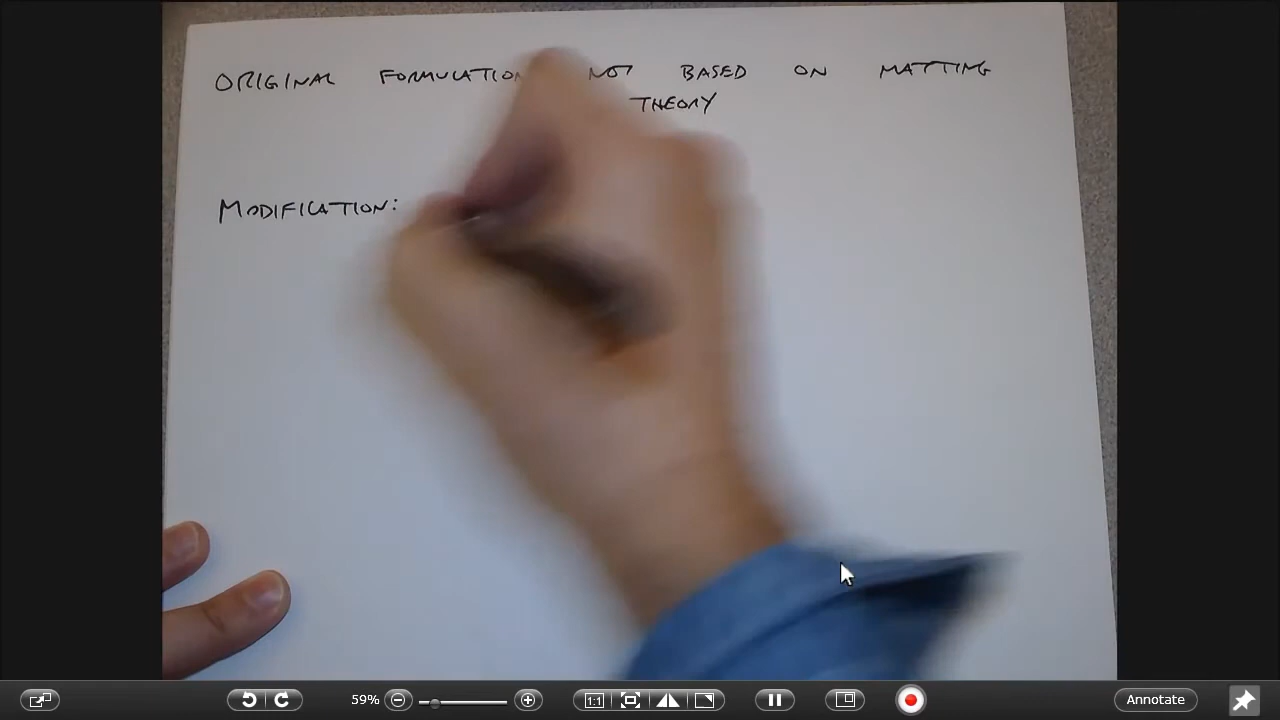 ORIGINAL FORMULATION NOT BASED ON MATTING
THEORY
MODIFICATION:
59%
1:1
Annotate